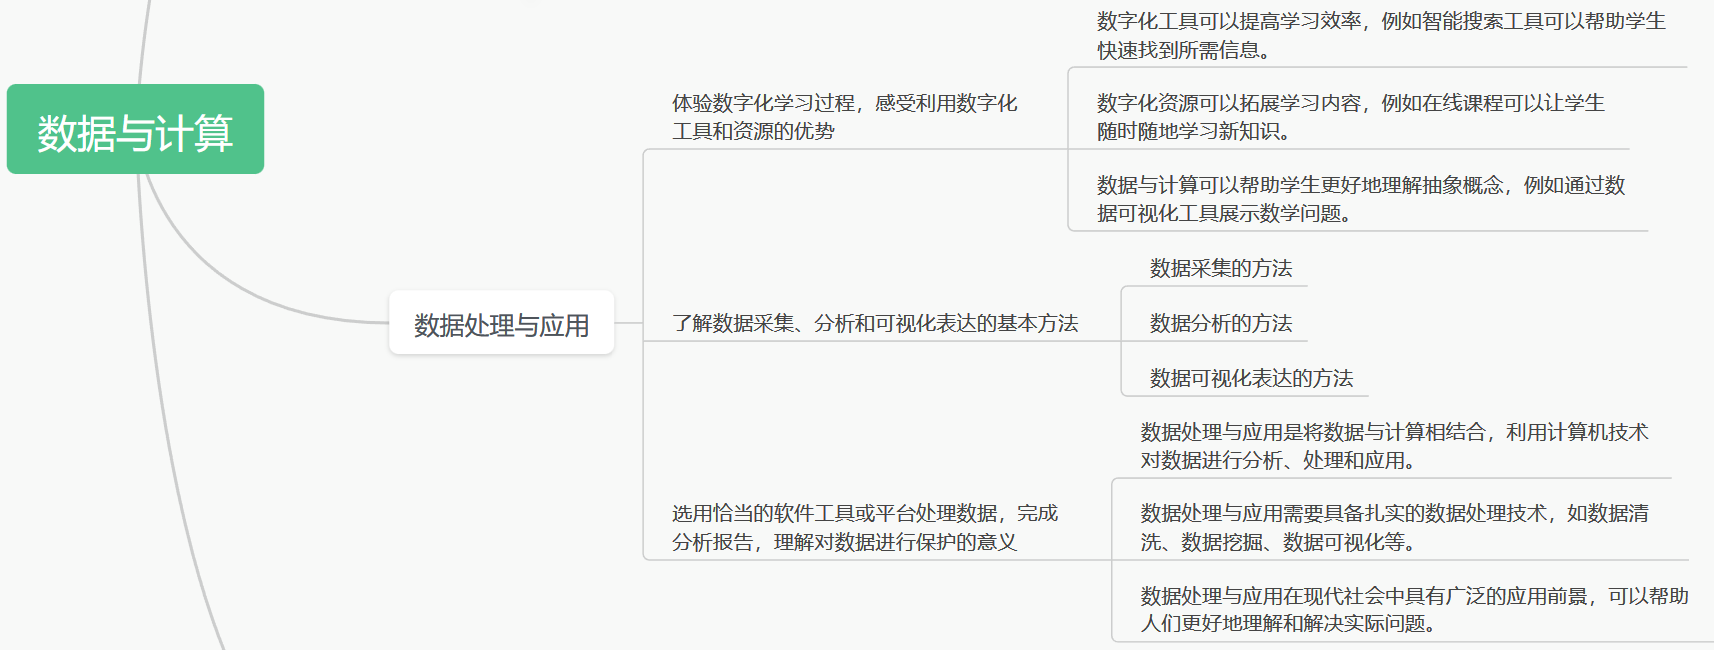 数据与计算
数据处理与应用
体验数字化学习过程，感受利用数字化
工具和资源的优势
数字化工具可以提高学习效率，例如智能搜索工具可以帮助学生
快速找到所需信息。
数字化资源可以拓展学习内容，例如在线课程可以让学生
随时随地学习新知识。
数据与计算可以帮助学生更好地理解抽象概念，例如通过数
据可视化工具展示数学问题。
了解数据采集、分析和可视化表达的基本方法
数据采集的方法
数据分析的方法
数据可视化表达的方法
选用恰当的软件工具或平台处理数据，完成
分析报告，理解对数据进行保护的意义
数据处理与应用是将数据与计算相结合，利用计算机技术
对数据进行分析、处理和应用。
数据处理与应用需要具备扎实的数据处理技术，如数据清
洗、数据挖掘、数据可视化等。
数据处理与应用在现代社会中具有广泛的应用前景，可以帮助
人们更好地理解和解决实际问题。